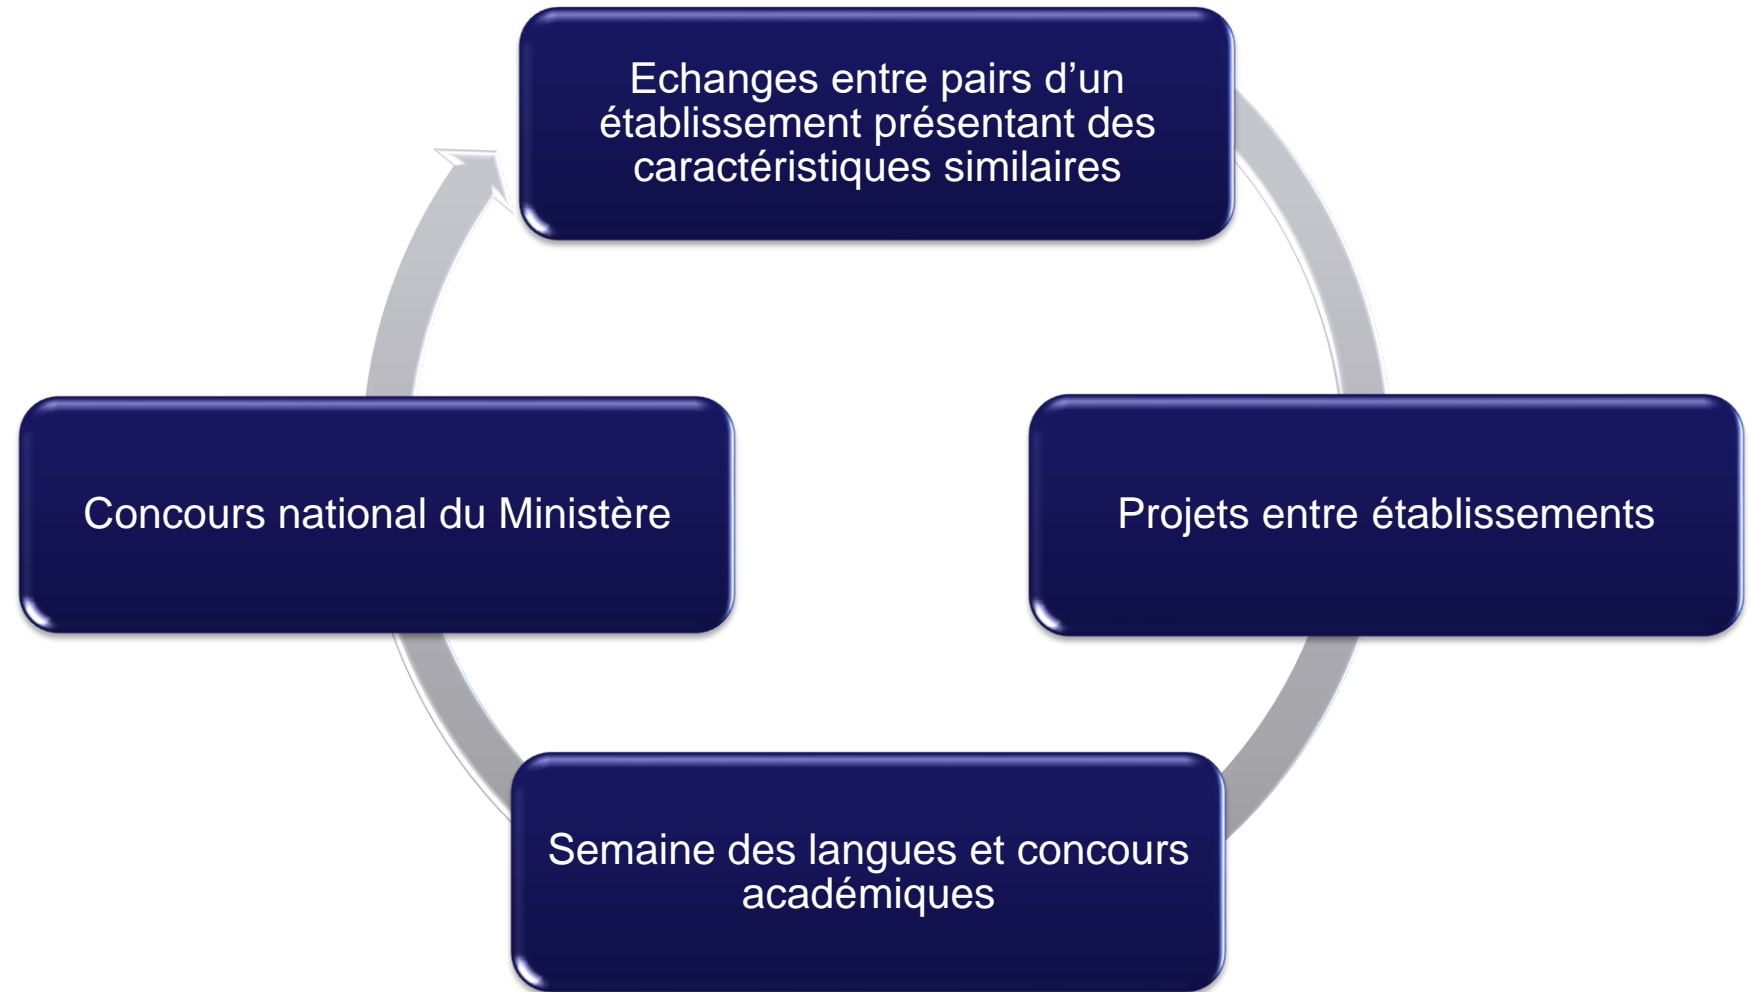 Echanges entre pairs d’un
établissement présentant des
caractéristiques similaires
Concours national du Ministère
Projets entre établissements
Semaine des langues et concours
académiques